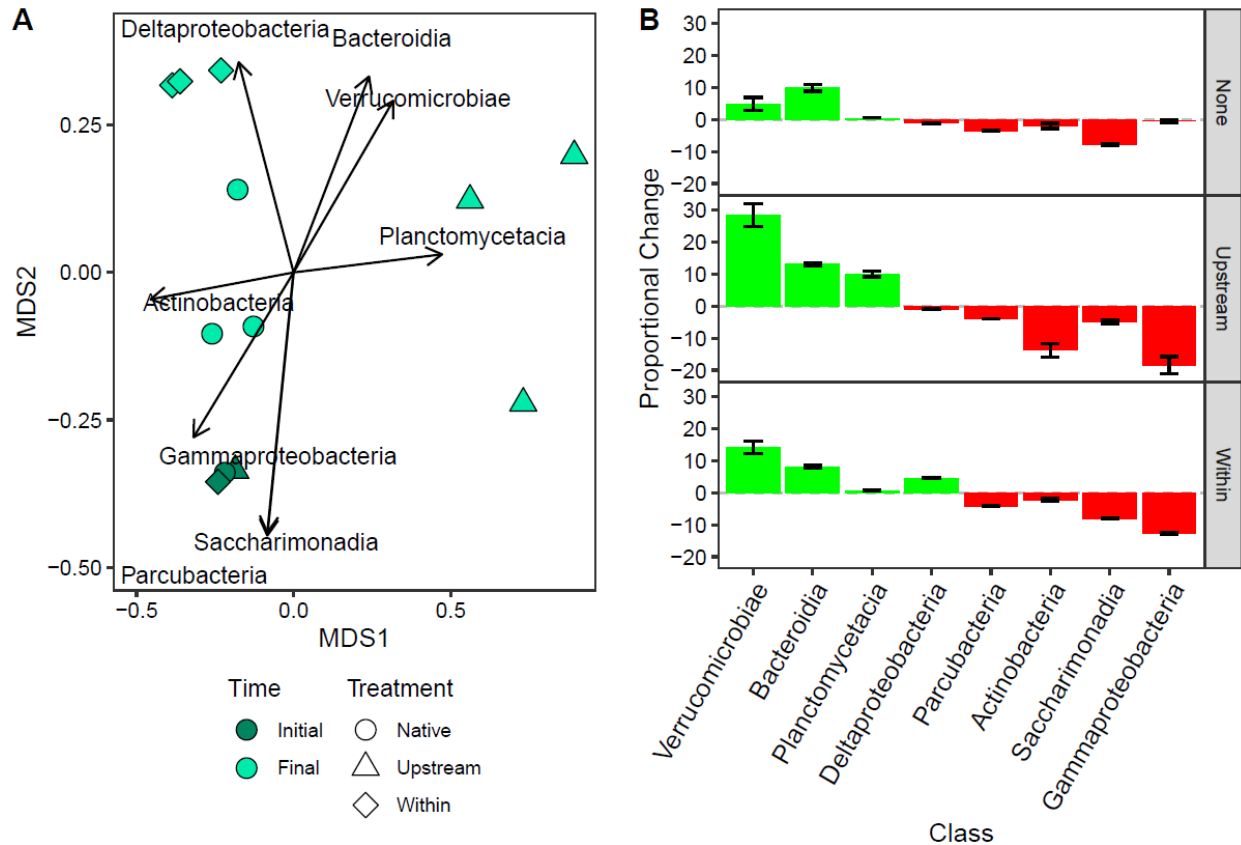 A
Deltaproteobacteria
Bacteroidia
Verrucomicrobiae
Planctomycetacia
Actinobacteria
Gammaproteobacteria
Saccharimonadia
Parcubacteria
MDS2
0.25
0.00
−0.25
−0.50
−0.5
0.0
0.5
MDS1
Time
Initial
Final
Treatment
Native
Upstream
Within
B
Proportional Change
30
20
10
0
−10
−20
None
30
20
10
0
−10
−20
Upstream
30
20
10
0
−10
−20
Within
Verrucomicrobiae
Bacteroidia
Planctomycetacia
Deltaproteobacteria
Parcubacteria
Actinobacteria
Saccharimonadia
Gammaproteobacteria
Class